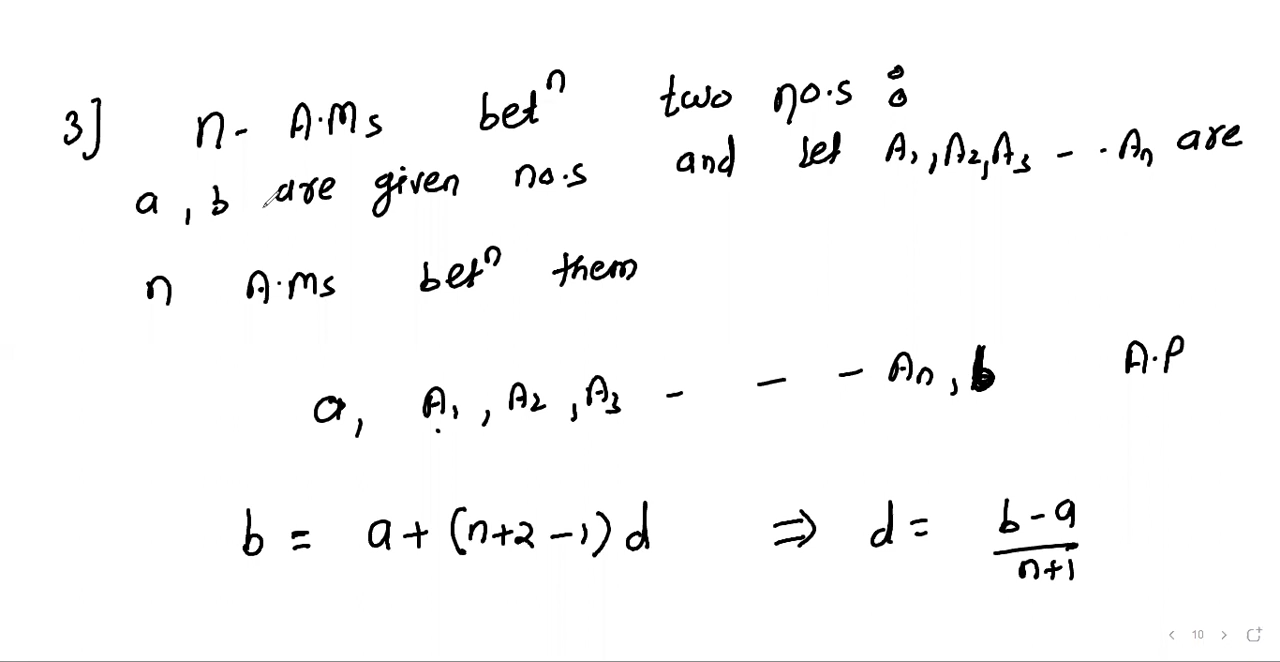 3] n- A.Ms betⁿ two no.s :
a, b are given no.s and let A₁, A₂, A₃ - - Aₙ are
n A.Ms betⁿ them
a, A₁, A₂, A₃ - - - Aₙ, b A.P
b = a + (n+2-1) d ⇒ d = (b-a)/(n+1)
< 10 >